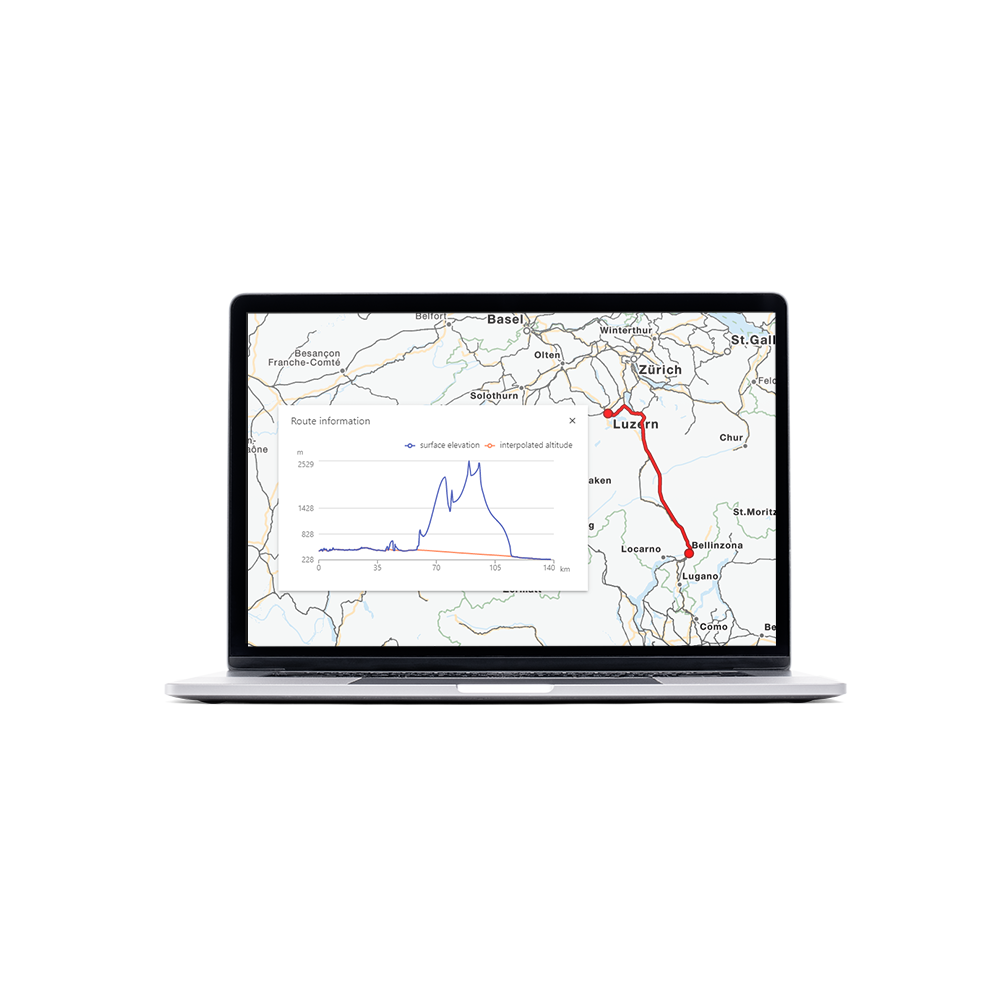 Belfort
Basel
Winterthur
St.Gall
Besançon
Franche-Comté
Olten
Zürich
Feld
Solothurn
Luzern
Chur
aône
Route information
surface elevation
interpolated altitude
m
2529
1428
828
228
0
35
70
105
140
km
aken
St.Moritz
g
Locarno
Bellinzona
Lugano
Como
Be